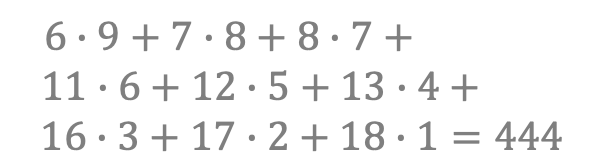 6 · 9 + 7 · 8 + 8 · 7 +
11 · 6 + 12 · 5 + 13 · 4 +
16 · 3 + 17 · 2 + 18 · 1 = 444